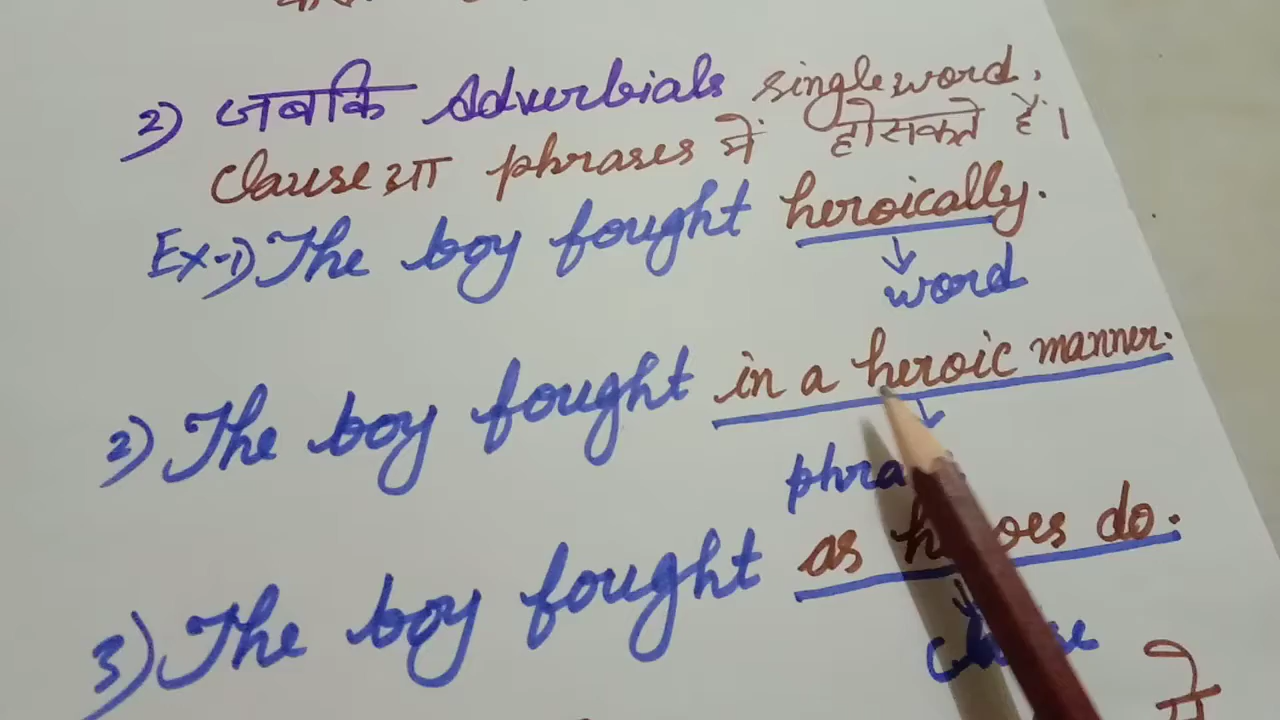 2) जबकि Adverbials single word,
clause या phrases में हो सकते हैं।
Ex-1) The boy fought heroically.
word
2) The boy fought in a heroic manner.
3) The boy fought as do.